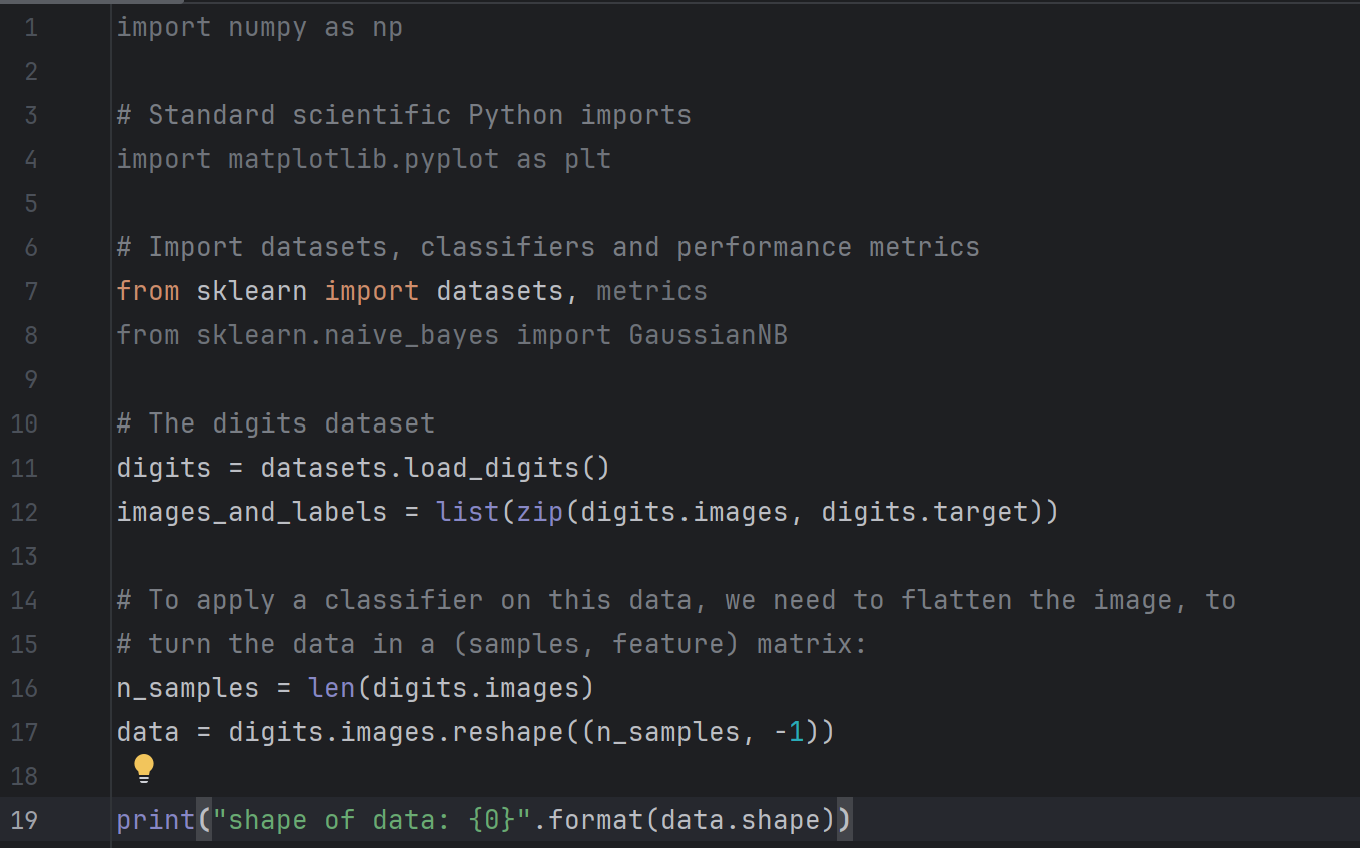 1 import numpy as np
2
3 # Standard scientific Python imports
4 import matplotlib.pyplot as plt
5
6 # Import datasets, classifiers and performance metrics
7 from sklearn import datasets, metrics
8 from sklearn.naive_bayes import GaussianNB
9
10 # The digits dataset
11 digits = datasets.load_digits()
12 images_and_labels = list(zip(digits.images, digits.target))
13
14 # To apply a classifier on this data, we need to flatten the image, to
15 # turn the data in a (samples, feature) matrix:
16 n_samples = len(digits.images)
17 data = digits.images.reshape((n_samples, -1))
18
19 print("shape of data: {0}".format(data.shape))